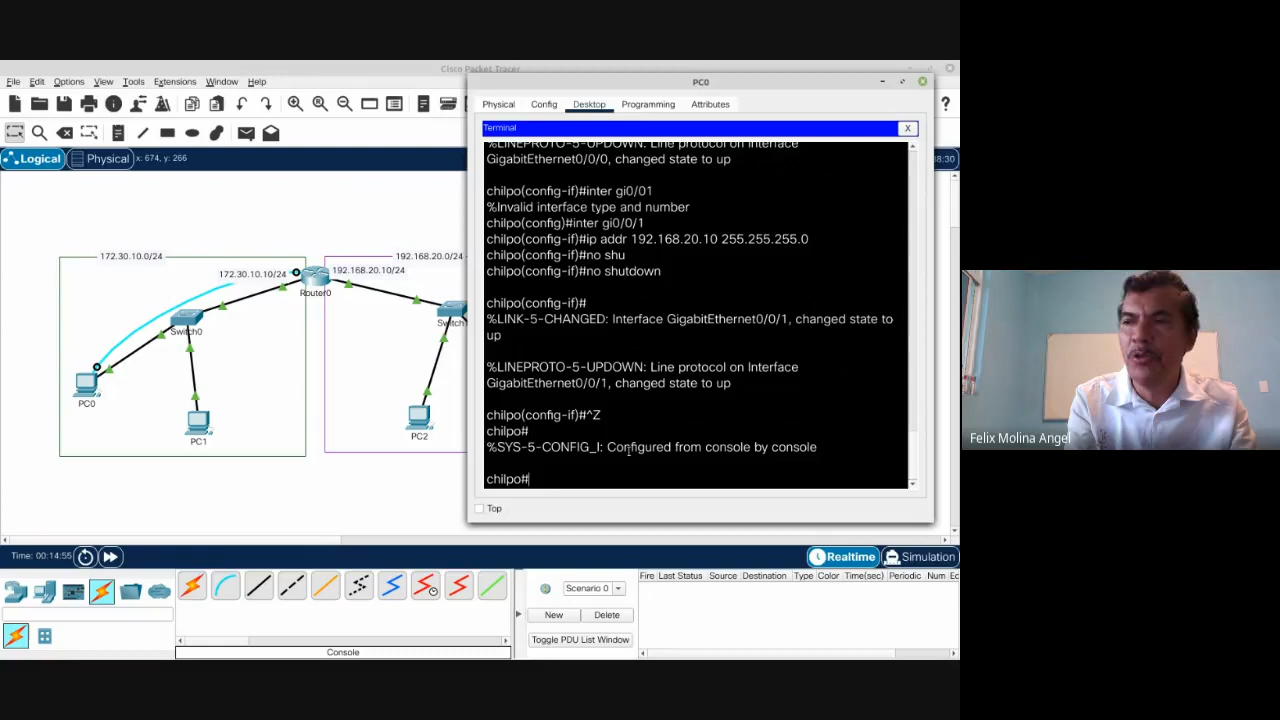 Cisco Packet Tracer
File Edit Options View Tools Extensions Window Help
Logical Physical x: 674, y: 266
8:30
172.30.10.0/24
192.168.20.0/24
172.30.10.10/24
192.168.20.10/24
Router0
Switch0
Switch
PC0
PC1
PC2
PC0
Physical Config Desktop Programming Attributes
Terminal X
%LINEPROTO-5-UPDOWN: Line protocol on Interface
GigabitEthernet0/0/0, changed state to up
chilpo(config-if)#inter gi0/01
%Invalid interface type and number
chilpo(config)#inter gi0/0/1
chilpo(config-if)#ip addr 192.168.20.10 255.255.255.0
chilpo(config-if)#no shu
chilpo(config-if)#no shutdown
chilpo(config-if)#
%LINK-5-CHANGED: Interface GigabitEthernet0/0/1, changed state to
up
%LINEPROTO-5-UPDOWN: Line protocol on Interface
GigabitEthernet0/0/1, changed state to up
chilpo(config-if)#^Z
chilpo#
%SYS-5-CONFIG_I: Configured from console by console
chilpo#
Top
Felix Molina Angel
Time: 00:14:55
Realtime Simulation
Scenario 0
New Delete
Toggle PDU List Window
Fire Last Status Source Destination Type Color Time(sec) Periodic Num Ec
Console